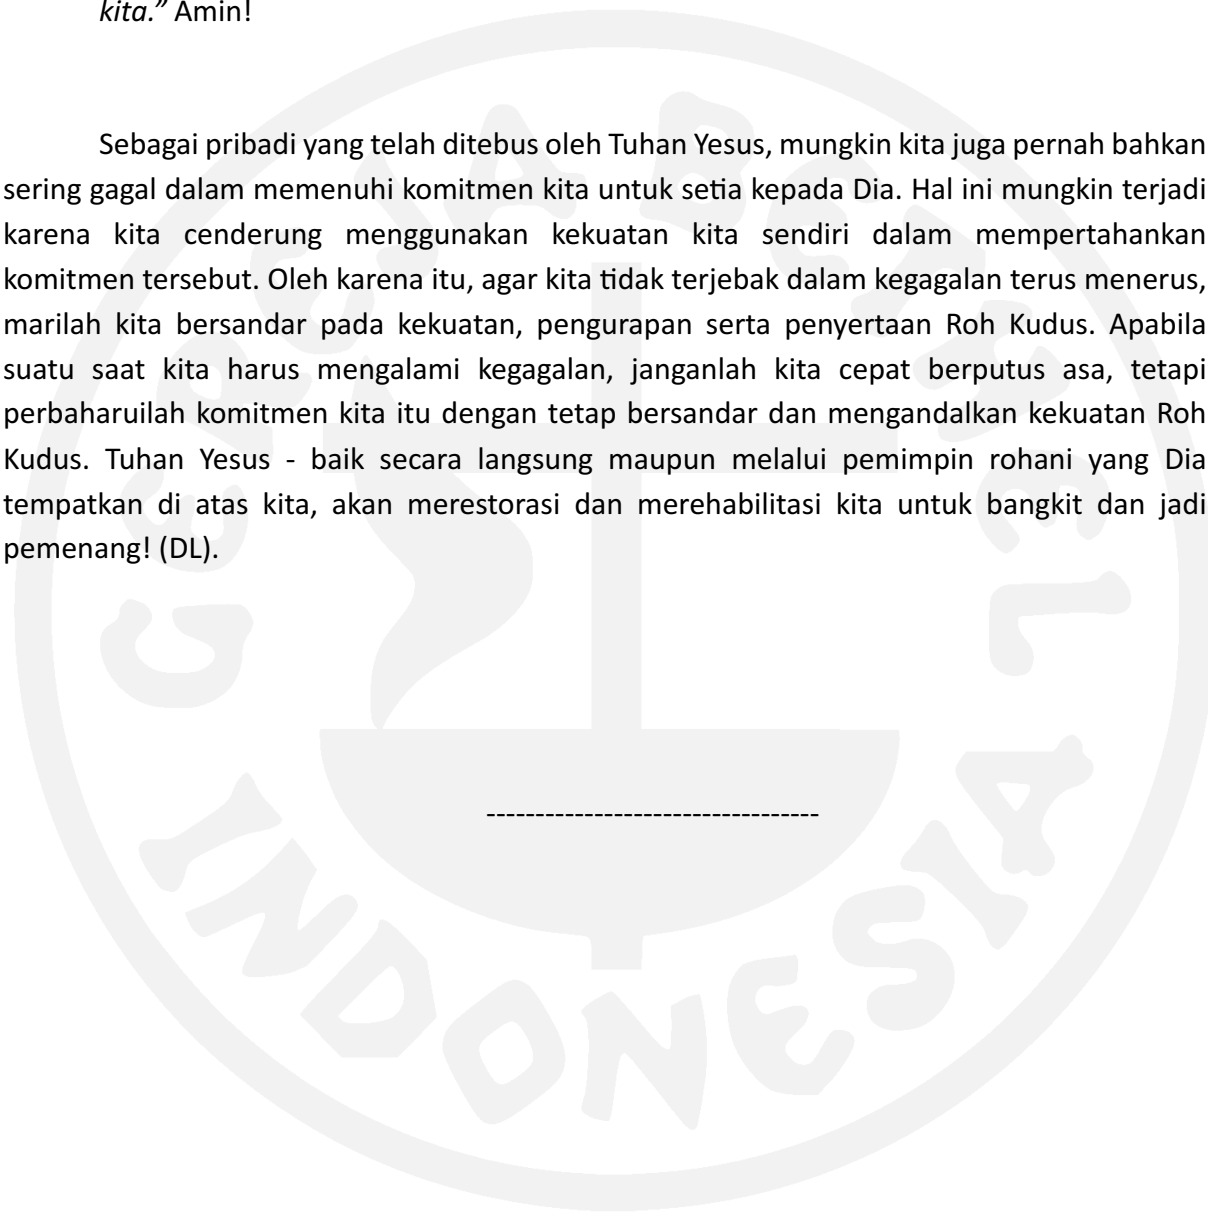 kita.” Amin!
Sebagai pribadi yang telah ditebus oleh Tuhan Yesus, mungkin kita juga pernah bahkan
sering gagal dalam memenuhi komitmen kita untuk setia kepada Dia. Hal ini mungkin terjadi
karena kita cenderung menggunakan kekuatan kita sendiri dalam mempertahankan
komitmen tersebut. Oleh karena itu, agar kita tidak terjebak dalam kegagalan terus menerus,
marilah kita bersandar pada kekuatan, pengurapan serta penyertaan Roh Kudus. Apabila
suatu saat kita harus mengalami kegagalan, janganlah kita cepat berputus asa, tetapi
perbaharuilah komitmen kita itu dengan tetap bersandar dan mengandalkan kekuatan Roh
Kudus. Tuhan Yesus - baik secara langsung maupun melalui pemimpin rohani yang Dia
tempatkan di atas kita, akan merestorasi dan merehabilitasi kita untuk bangkit dan jadi
pemenang! (DL).
----------------------------------
GEREJA BETHEL
INDONESIA